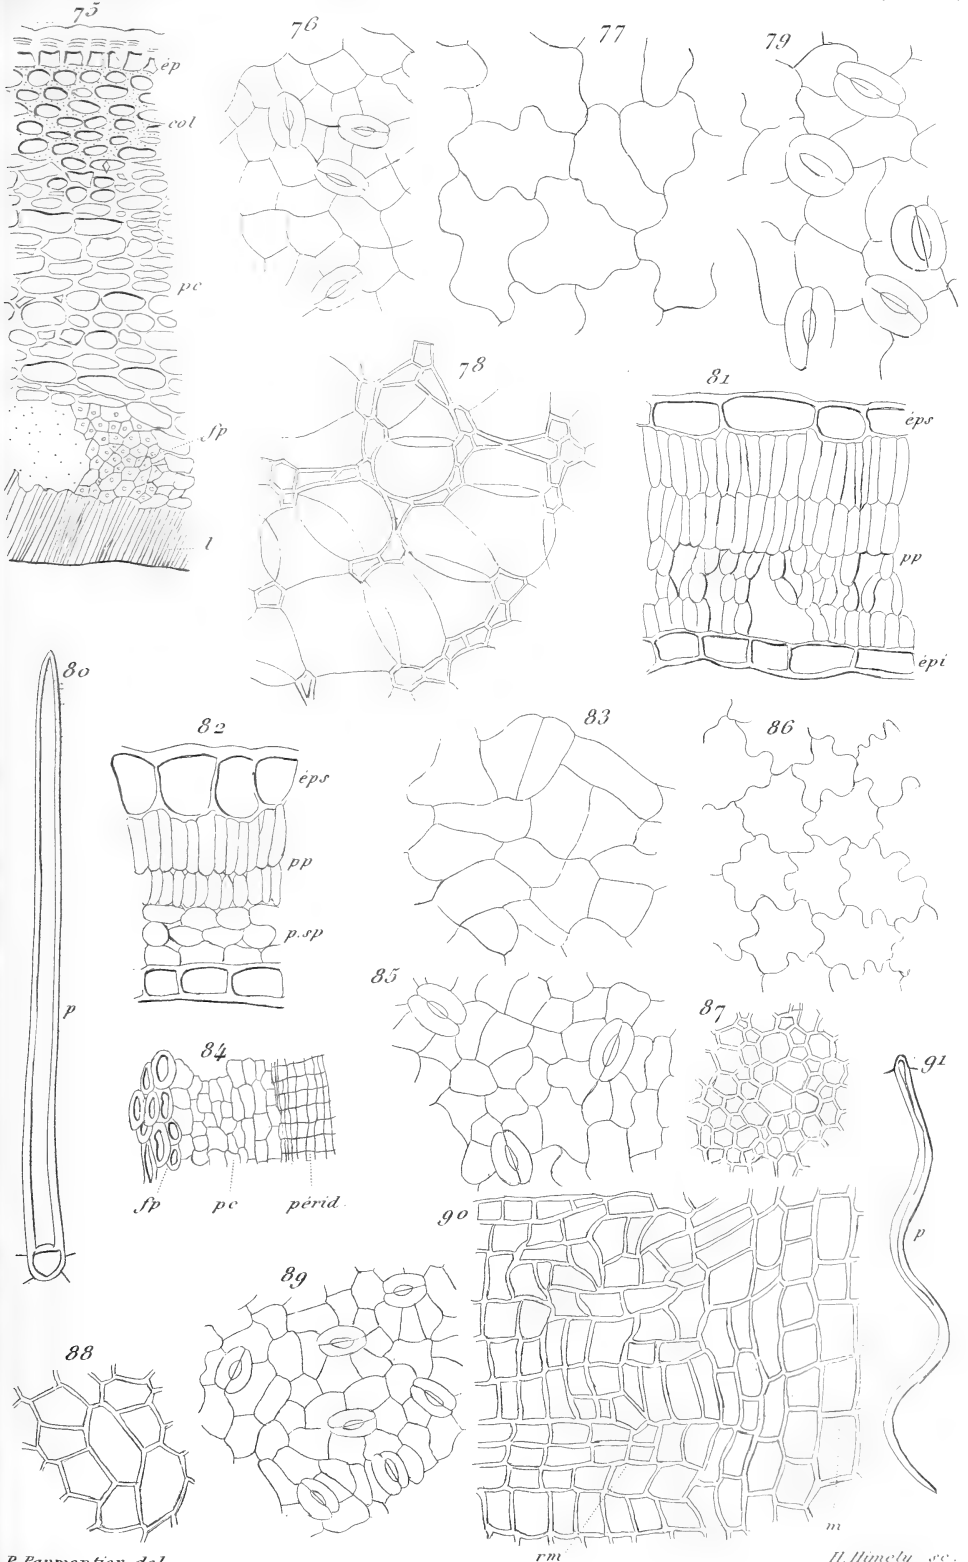 75
76
77
79
ép
col
pc
fp
l
78
81
éps
pp
épi
80
p
82
éps
pp
p.sp
83
86
84
fp
pc
périd.
85
87
91
p
88
89
90
rm
m
P. Parmentier del.
H. Himely sc.